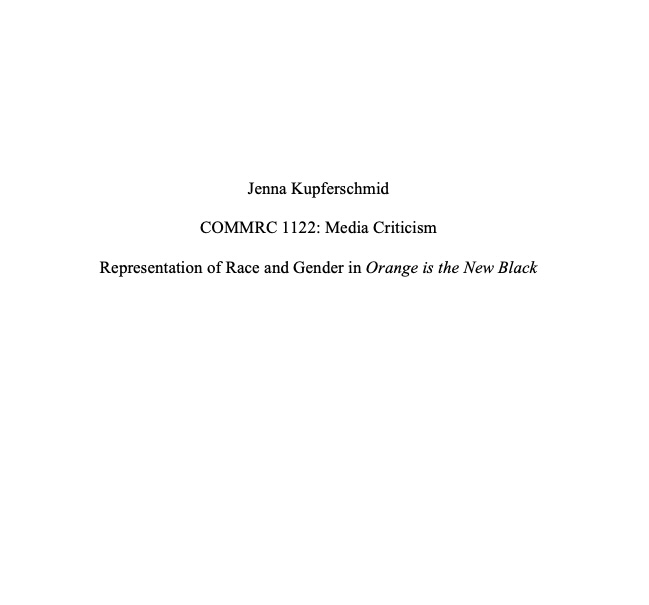 Jenna Kupferschmid
COMMRC 1122: Media Criticism
Representation of Race and Gender in Orange is the New Black